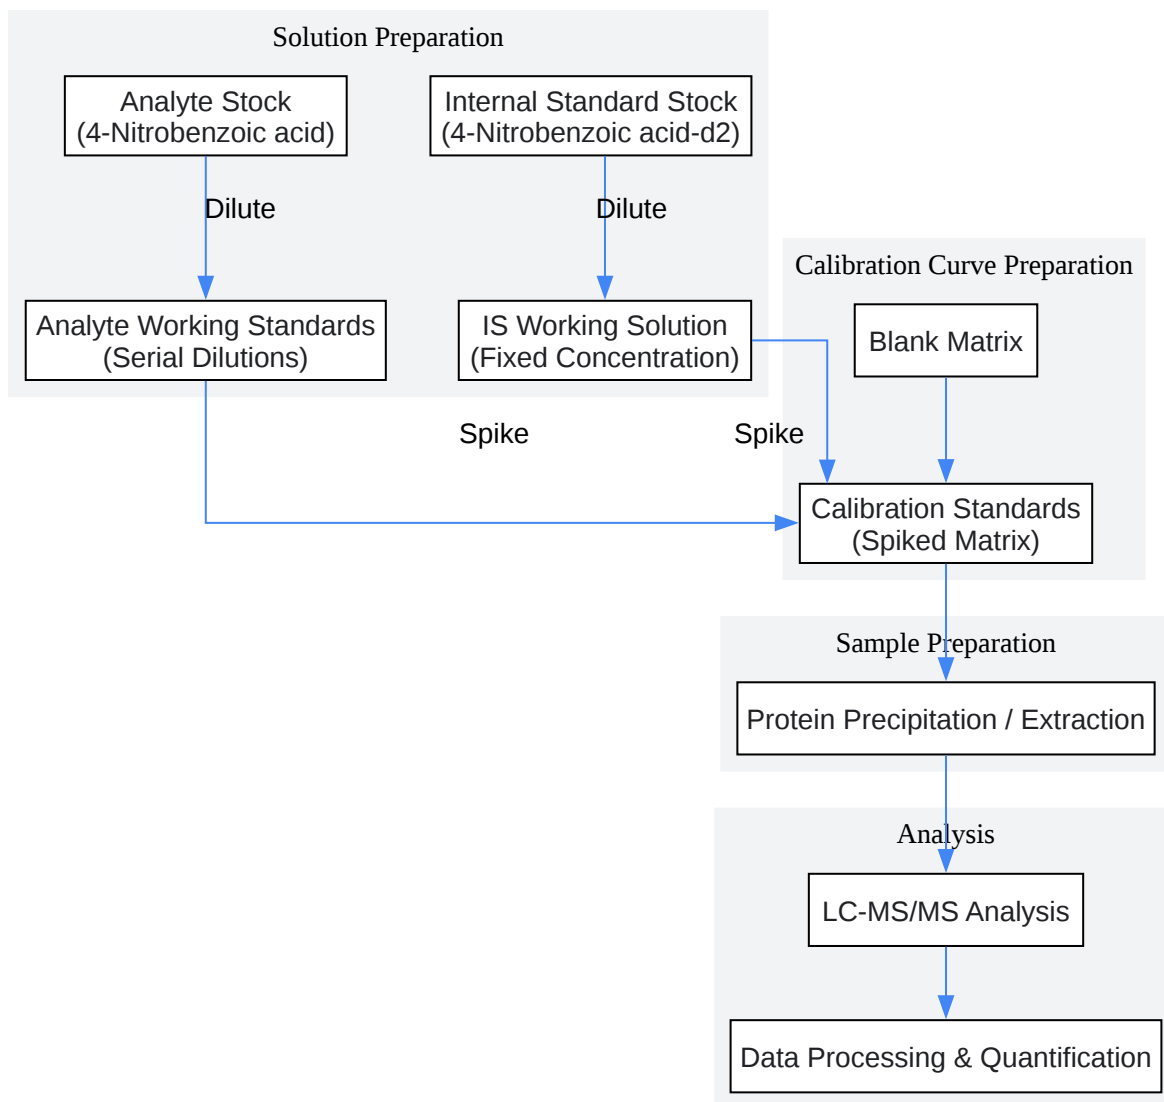 Solution Preparation
Analyte Stock
(4-Nitrobenzoic acid)
Internal Standard Stock
(4-Nitrobenzoic acid-d2)
Dilute
Dilute
Analyte Working Standards
(Serial Dilutions)
IS Working Solution
(Fixed Concentration)
Calibration Curve Preparation
Blank Matrix
Spike
Spike
Calibration Standards
(Spiked Matrix)
Sample Preparation
Protein Precipitation / Extraction
Analysis
LC-MS/MS Analysis
Data Processing & Quantification